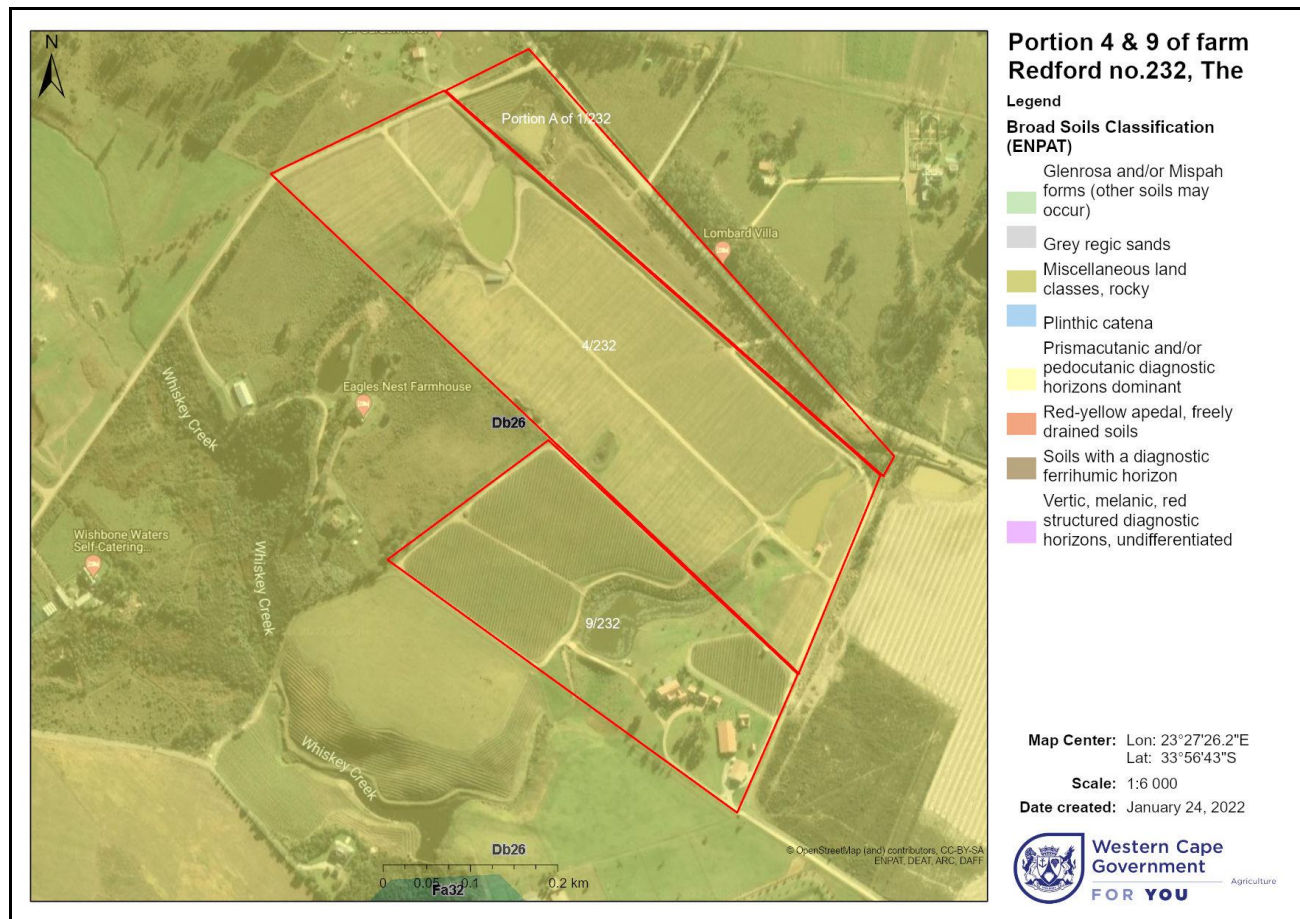 N
Portion A of 1/232
Lombard Villa
4/232
Eagles Nest Farmhouse
Whiskey Creek
Db26
Wishbone Waters
Self-Catering...
Whiskey Creek
9/232
Whiskey Creek
Db26
0 0.05 0.1 0.2 km
Fa32
© OpenStreetMap (and) contributors, CC-BY-SA
ENPAT, DEAT, ARC, DAFF
Portion 4 & 9 of farm
Redford no.232, The
Legend
Broad Soils Classification
(ENPAT)
Glenrosa and/or Mispah
forms (other soils may
occur)
Grey regic sands
Miscellaneous land
classes, rocky
Plinthic catena
Prismacutanic and/or
pedocutanic diagnostic
horizons dominant
Red-yellow apedal, freely
drained soils
Soils with a diagnostic
ferrihumic horizon
Vertic, melanic, red
structured diagnostic
horizons, undifferentiated
Map Center: Lon: 23°27'26.2"E
Lat: 33°56'43"S
Scale: 1:6 000
Date created: January 24, 2022
Western Cape
Government
Agriculture
FOR YOU